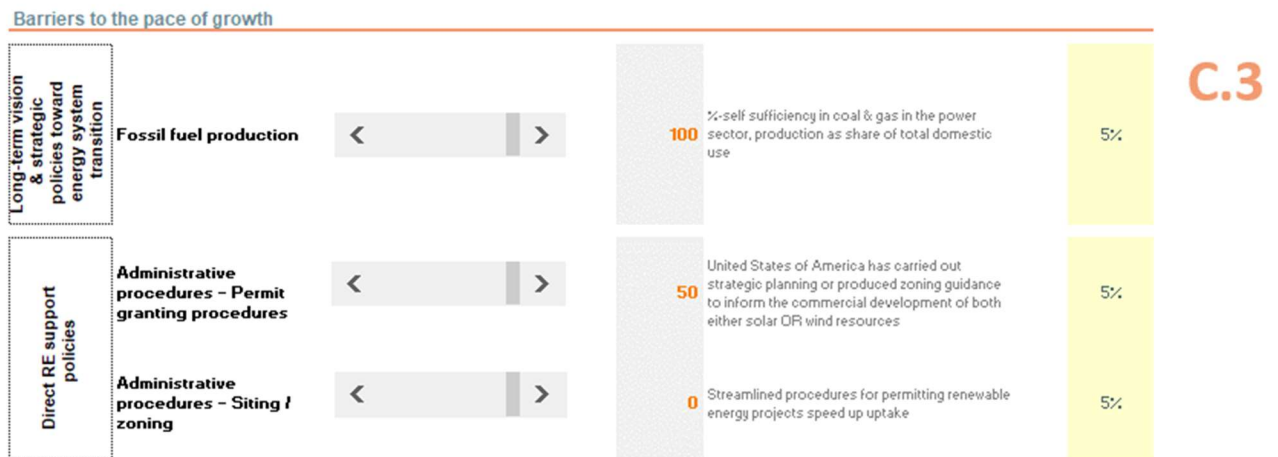 Barriers to the pace of growth
C.3
Long-term vision
& strategic
policies toward
energy system
transition
Fossil fuel production
100
%-self sufficiency in coal & gas in the power
sector, production as share of total domestic
use
5%
Direct RE support
policies
Administrative
procedures - Permit
granting procedures
50
United States of America has carried out
strategic planning or produced zoning guidance
to inform the commercial development of both
either solar OR wind resources
5%
Administrative
procedures - Siting /
zoning
0
Streamlined procedures for permitting renewable
energy projects speed up uptake
5%